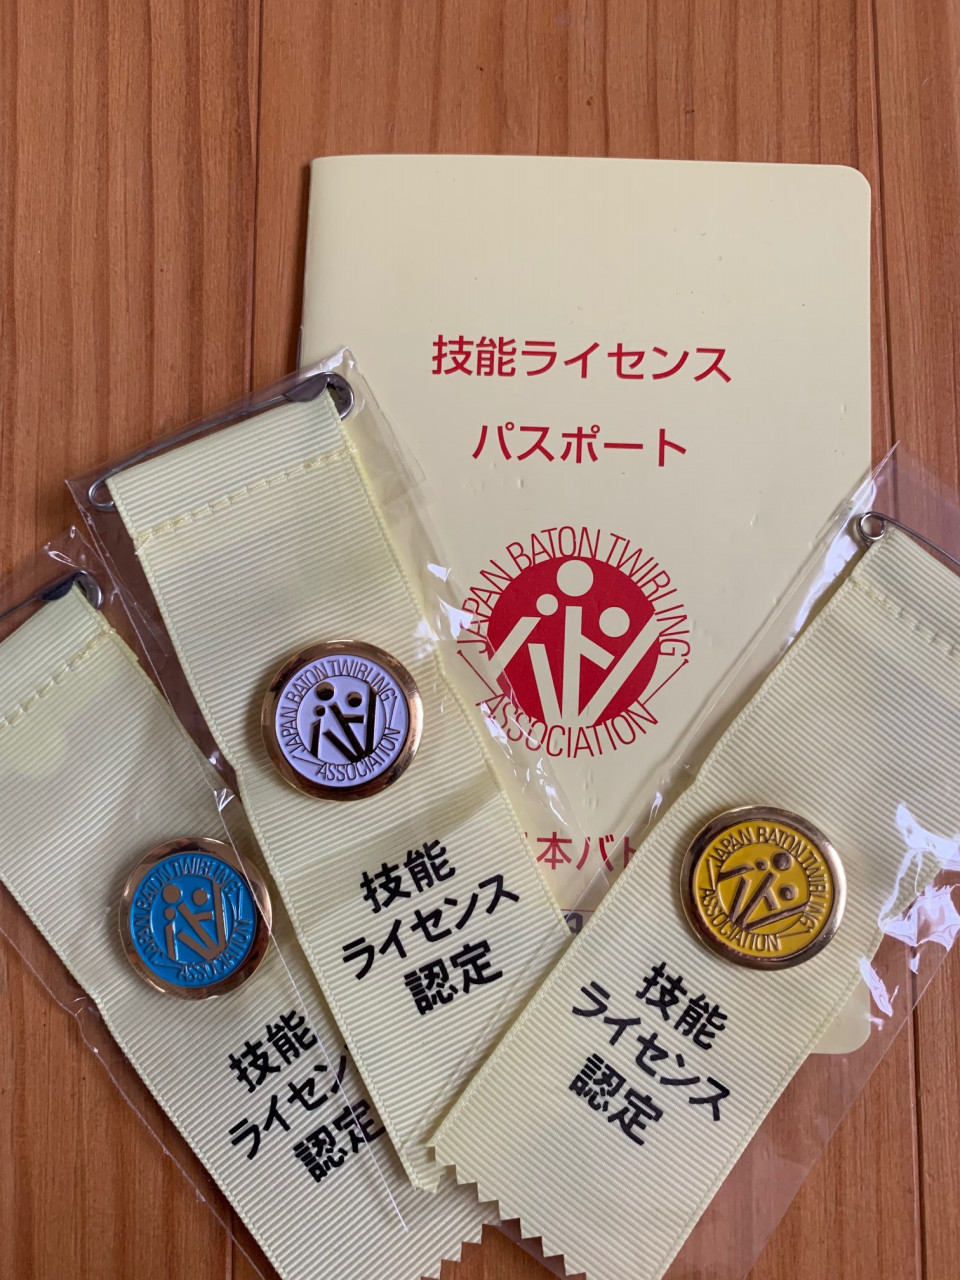 技能ライセンス
パスポート
JAPAN BATON TWIRLING
ASSOCIATION
本バト
JAPAN BATON TWIRLING
ASSOCIATION
技能
ライセンス
認定
JAPAN BATON TWIRLING
ASSOCIATION
技能
ライセン
認定
JAPAN BATON TWIRLING
ASSOCIATION
技能
ライセンス
認定